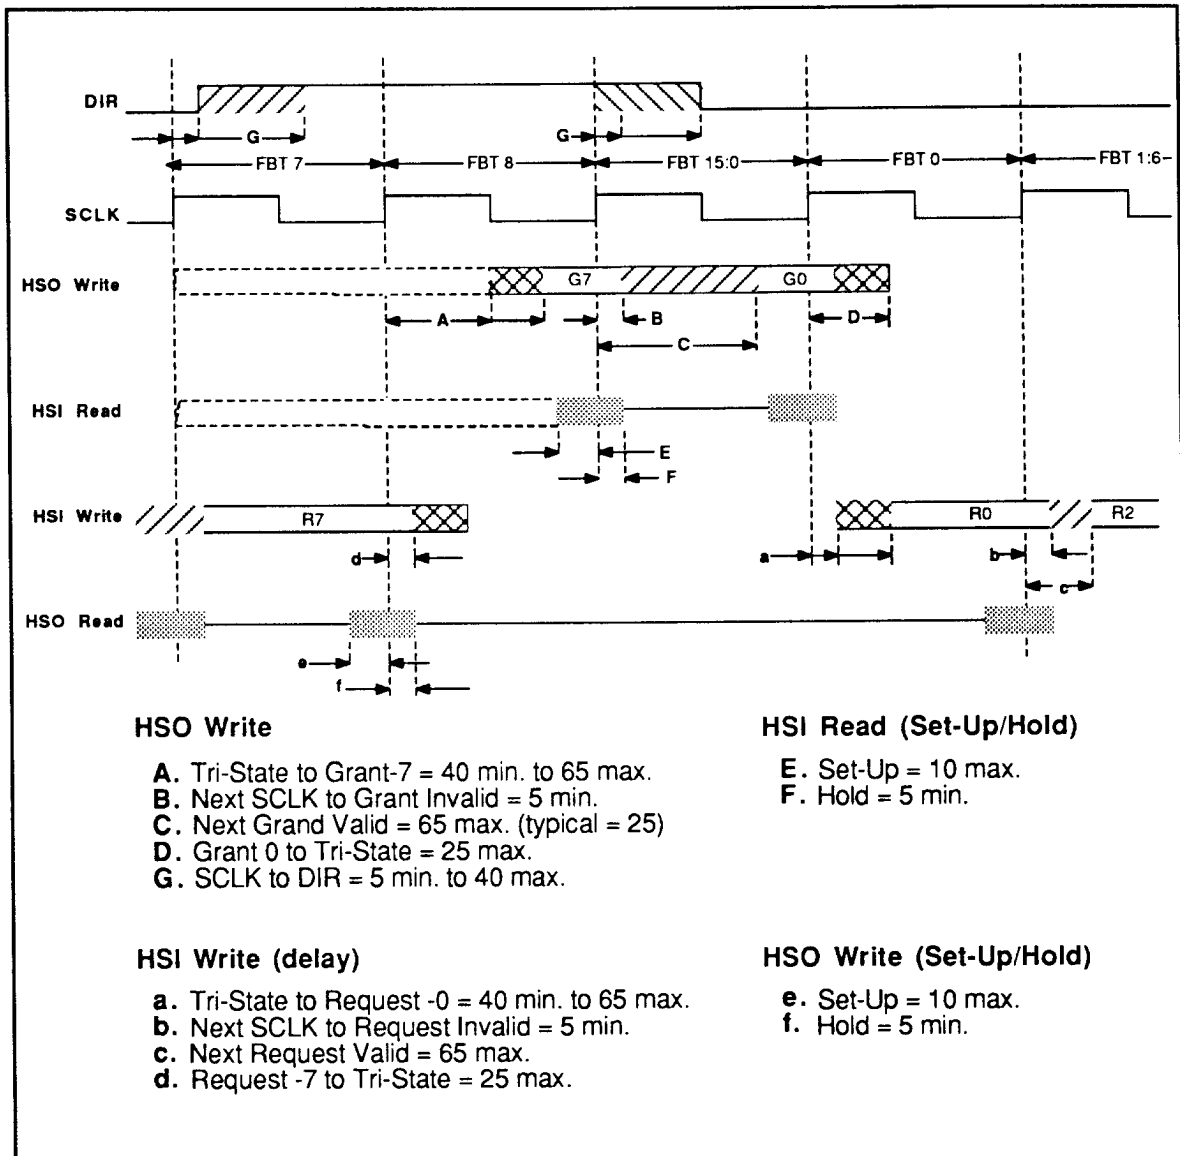 DIR
G
G
FBT 7
FBT 8
FBT 15:0
FBT 0
FBT 1:6
SCLK
HSO Write
G7
G0
A
B
D
C
HSI Read
E
F
HSI Write
R7
R0
R2
d
a
b
c
HSO Read
e
f
HSO Write
A. Tri-State to Grant-7 = 40 min. to 65 max.
B. Next SCLK to Grant Invalid = 5 min.
C. Next Grand Valid = 65 max. (typical = 25)
D. Grant 0 to Tri-State = 25 max.
G. SCLK to DIR = 5 min. to 40 max.
HSI Read (Set-Up/Hold)
E. Set-Up = 10 max.
F. Hold = 5 min.
HSI Write (delay)
a. Tri-State to Request -0 = 40 min. to 65 max.
b. Next SCLK to Request Invalid = 5 min.
c. Next Request Valid = 65 max.
d. Request -7 to Tri-State = 25 max.
HSO Write (Set-Up/Hold)
e. Set-Up = 10 max.
f. Hold = 5 min.